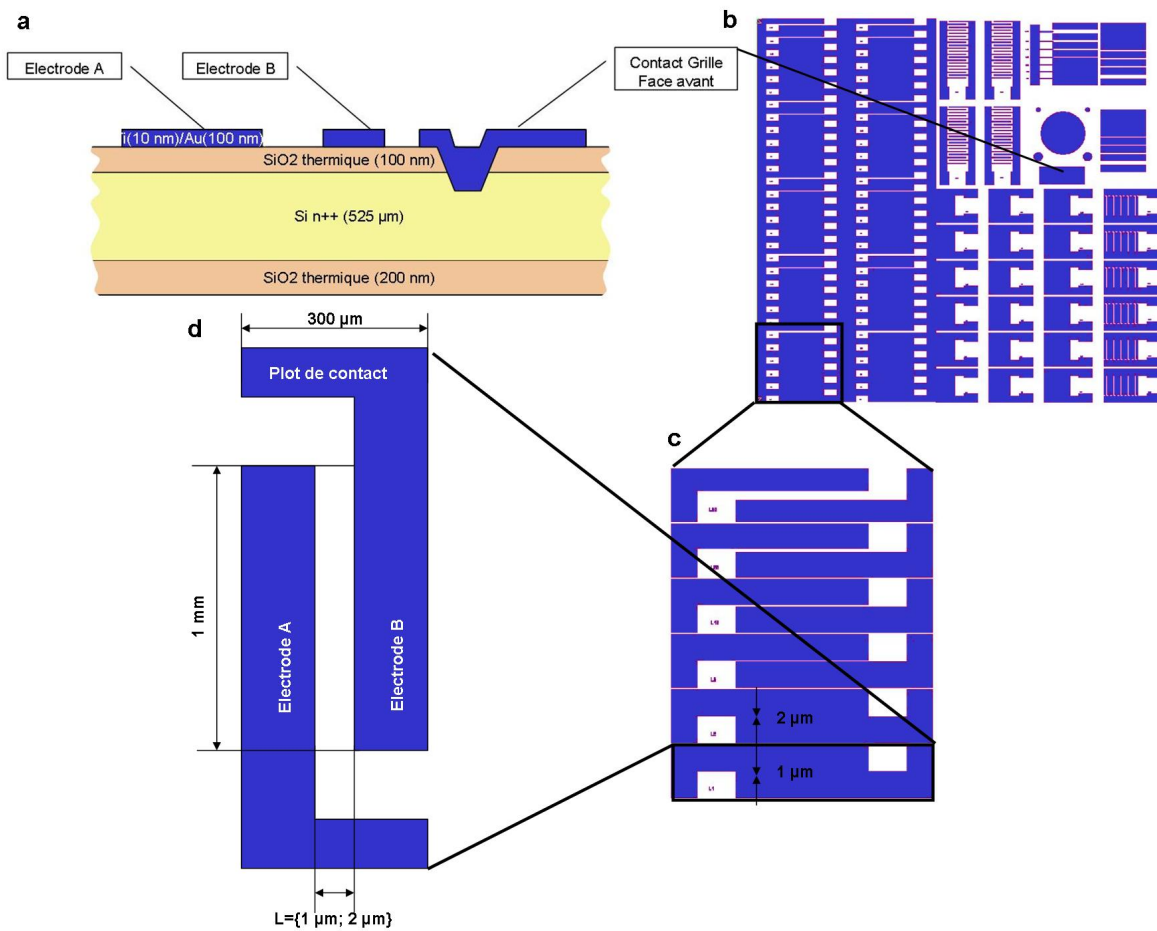 a
b
Electrode A
Electrode B
Contact Grille
Face avant
i(10 nm)/Au(100 nm)
SiO2 thermique (100 nm)
Si n++ (525 µm)
SiO2 thermique (200 nm)
d
300 µm
Plot de contact
1 mm
Electrode A
Electrode B
L={1 µm; 2 µm}
c
2 µm
1 µm
L1